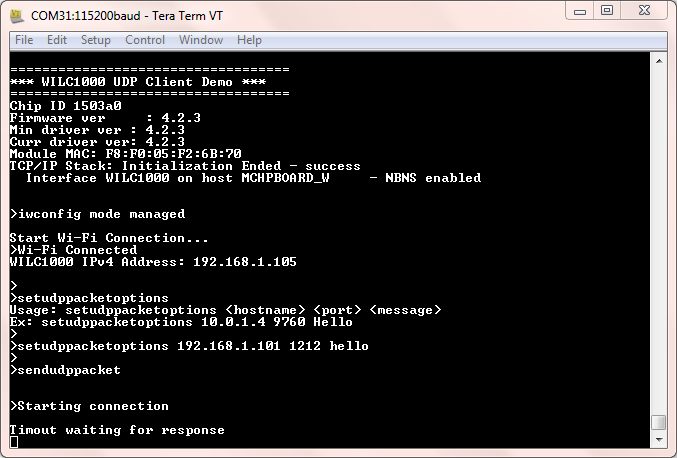 COM31:115200baud - Tera Term VT
File Edit Setup Control Window Help
===================================
*** WILC1000 UDP Client Demo ***
===================================
Chip ID 1503a0
Firmware ver     : 4.2.3
Min driver ver : 4.2.3
Curr driver ver: 4.2.3
Module MAC: F8:F0:05:F2:6B:70
TCP/IP Stack: Initialization Ended - success
  Interface WILC1000 on host MCHPBOARD_W     - NBNS enabled
>iwconfig mode managed
Start Wi-Fi Connection...
>Wi-Fi Connected
WILC1000 IPv4 Address: 192.168.1.105
>
>setudppacketoptions
Usage: setudppacketoptions <hostname> <port> <message>
Ex: setudppacketoptions 10.0.1.4 9760 Hello
>
>setudppacketoptions 192.168.1.101 1212 hello
>
>sendudppacket
>Starting connection
Timout waiting for response